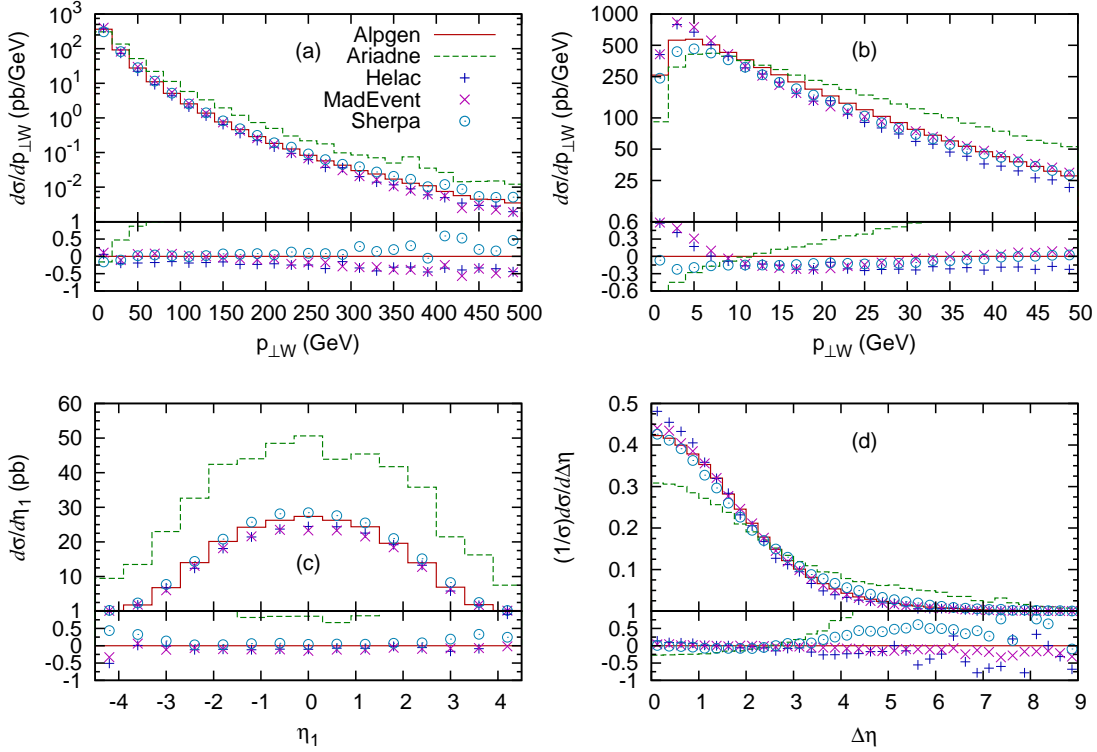 dσ/dp⊥W (pb/GeV)
10³
10²
10¹
10⁰
10⁻¹
10⁻²
(a)
Alpgen
Ariadne
Helac
MadEvent
Sherpa
1
0.5
0
-0.5
-1
0 50 100 150 200 250 300 350 400 450 500
p⊥W (GeV)
dσ/dp⊥W (pb/GeV)
1000
500
250
100
50
25
(b)
0.6
0.3
0
-0.3
-0.6
0 5 10 15 20 25 30 35 40 45 50
p⊥W (GeV)
dσ/dη₁ (pb)
60
50
40
30
20
10
(c)
1
0.5
0
-0.5
-1
-4 -3 -2 -1 0 1 2 3 4
η₁
(1/σ)dσ/dΔη
0.5
0.4
0.3
0.2
0.1
(d)
1
0.5
0
-0.5
-1
0 1 2 3 4 5 6 7 8 9
Δη